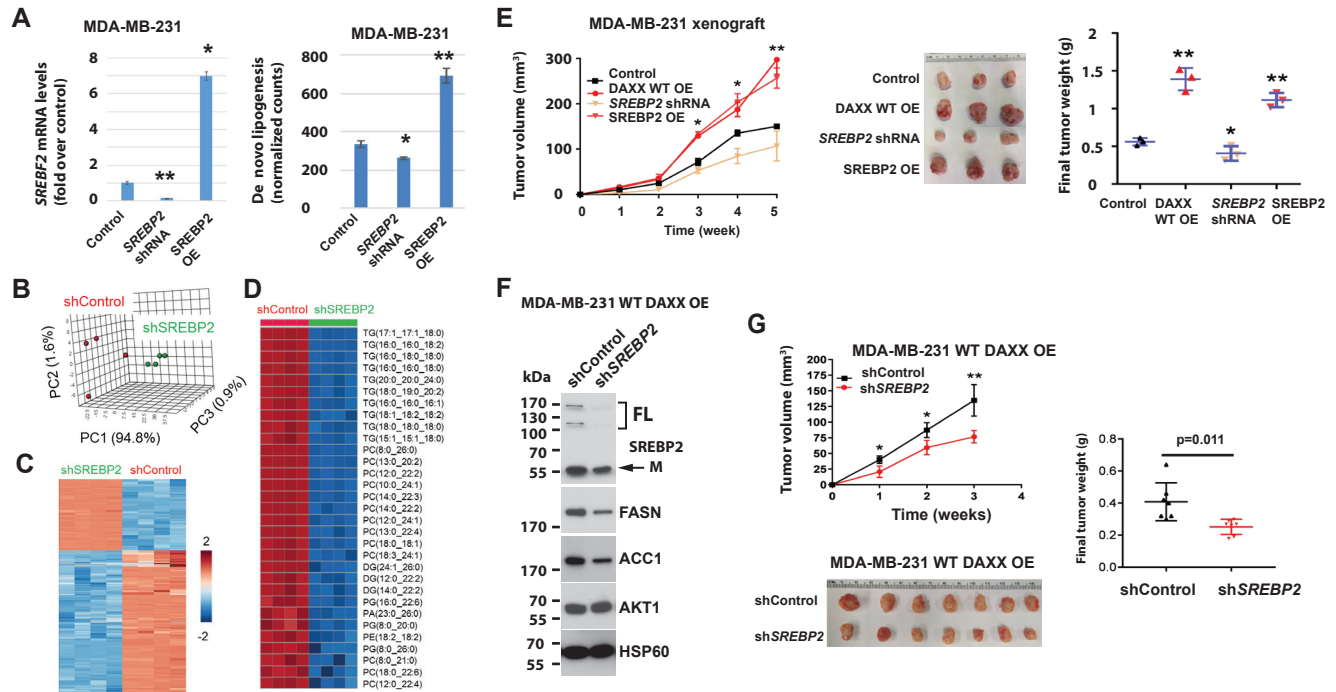 A
MDA-MB-231
SREBF2 mRNA levels
(fold over control)
8
6
4
2
0
*
**
Control
SREBP2
shRNA
SREBP2
OE
MDA-MB-231
De novo lipogenesis
(normalized counts)
800
600
400
200
0
**
*
Control
SREBP2
shRNA
SREBP2
OE
E
MDA-MB-231 xenograft
Tumor volume (mm³)
300
200
100
0
Control
DAXX WT OE
SREBP2 shRNA
SREBP2 OE
*
*
**
0 1 2 3 4 5
Time (week)
Control
DAXX WT OE
SREBP2 shRNA
SREBP2 OE
Final tumor weight (g)
2.0
1.5
1.0
0.5
0.0
**
*
**
Control
DAXX
WT OE
SREBP2
shRNA
SREBP2
OE
B
shControl
shSREBP2
PC2 (1.6%)
PC1 (94.8%)
PC3 (0.9%)
C
shSREBP2 shControl
2
-2
D
shControl shSREBP2
TG(17:1_17:1_18:0)
TG(16:0_16:0_18:2)
TG(16:0_18:0_18:0)
TG(16:0_16:0_18:0)
TG(20:0_20:0_24:0)
TG(18:0_19:0_20:2)
TG(16:0_16:0_16:1)
TG(18:1_18:2_18:2)
TG(18:0_18:0_18:0)
TG(15:1_15:1_18:0)
PC(8:0_26:0)
PC(13:0_20:2)
PC(12:0_22:2)
PC(10:0_24:1)
PC(14:0_22:3)
PC(14:0_22:2)
PC(12:0_24:1)
PC(13:0_22:4)
PC(18:0_18:1)
PC(18:3_24:1)
DG(24:1_26:0)
DG(12:0_22:2)
DG(14:0_22:2)
PG(16:0_22:6)
PA(23:0_26:0)
PG(8:0_20:0)
PE(18:2_18:2)
PG(8:0_26:0)
PC(8:0_21:0)
PC(18:0_22:6)
PC(12:0_22:4)
F
MDA-MB-231 WT DAXX OE
shControl
shSREBP2
kDa
170
130
100
70
55
FL
SREBP2
M
FASN
170
ACC1
170
70
AKT1
55
70
HSP60
55
G
MDA-MB-231 WT DAXX OE
shControl
shSREBP2
Tumor volume (mm³)
150
125
100
75
50
25
0
*
*
**
0 1 2 3 4
Time (weeks)
MDA-MB-231 WT DAXX OE
shControl
shSREBP2
Final tumor weight (g)
0.8
0.6
0.4
0.2
0.0
p=0.011
shControl
shSREBP2